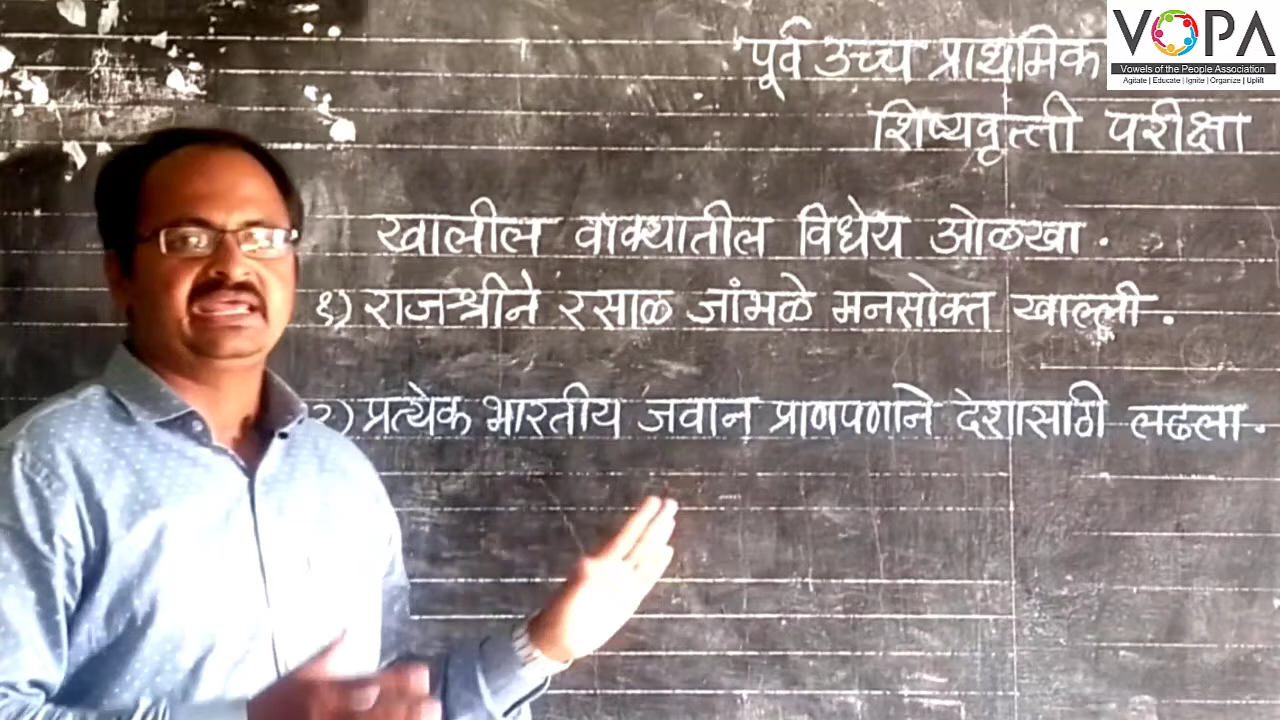 VOPA
Vowels of the People Association
Agitate | Educate | Ignite | Organize | Uplift
पूर्व उच्च प्राथमिक
शिष्यवृत्ती परीक्षा
खालील वाक्यातील विधेय ओळखा.
१) राजश्रीने रसाळ जांभळे मनसोक्त खाल्ली.
२) प्रत्येक भारतीय जवान प्राणपणाने देशासाठी लढला.